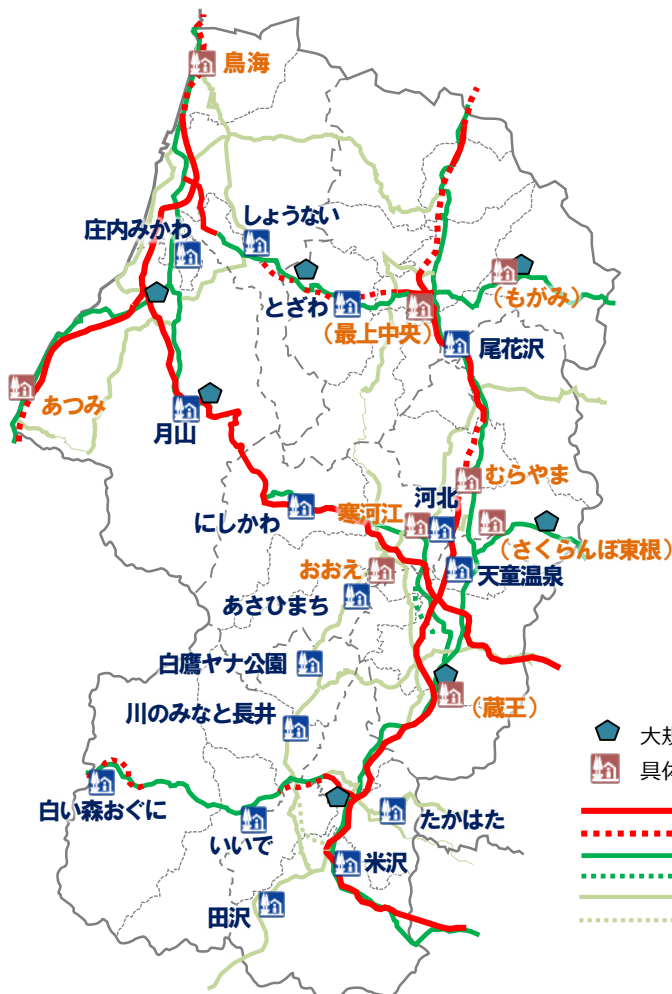 鳥海
しょうない
庄内みかわ
とざわ
(もがみ)
(最上中央)
尾花沢
あつみ
月山
むらやま
河北
にしかわ
寒河江
(さくらんぼ東根)
おおえ
天童温泉
あさひまち
白鷹ヤナ公園
(蔵王)
川のみなと長井
大規
具体
白い森おぐに
たかはた
いいで
米沢
田沢